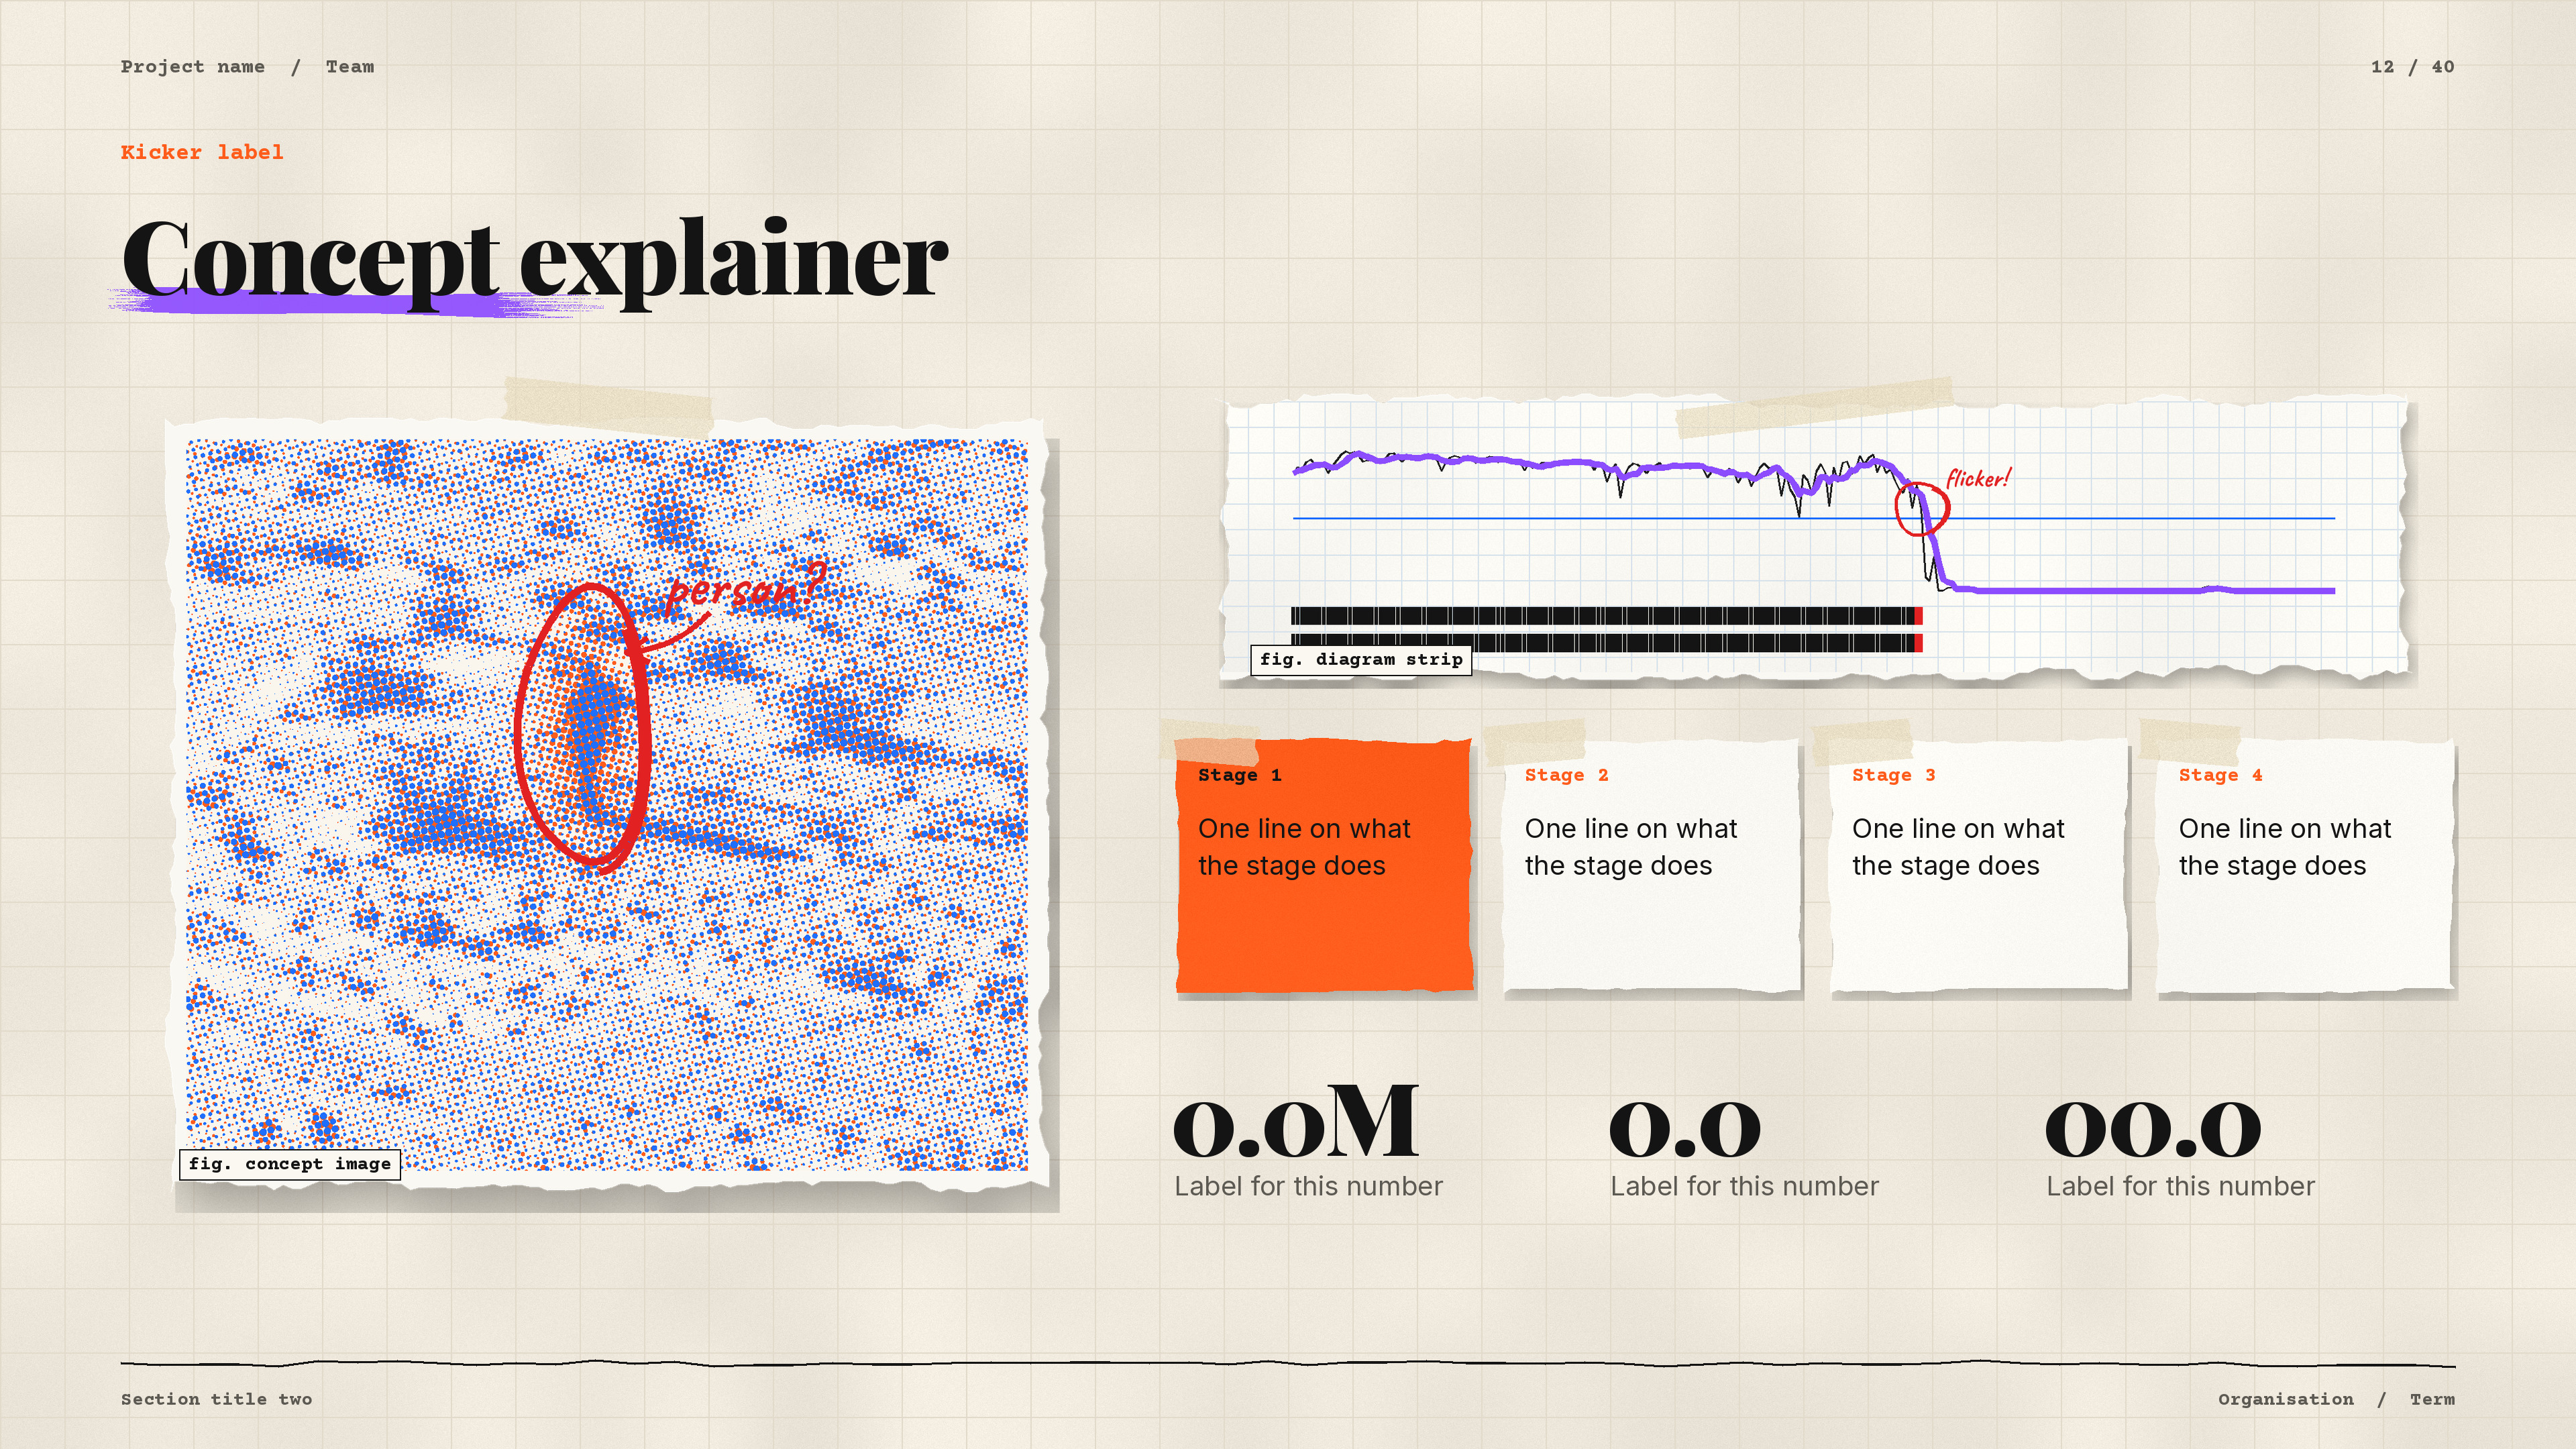 Project name / Team
12 / 40
Kicker label
Concept explainer
person?
fig. concept image
flicker!
fig. diagram strip
Stage 1
One line on what
the stage does
Stage 2
One line on what
the stage does
Stage 3
One line on what
the stage does
Stage 4
One line on what
the stage does
0.0M
Label for this number
0.0
Label for this number
00.0
Label for this number
Section title two
Organisation / Term